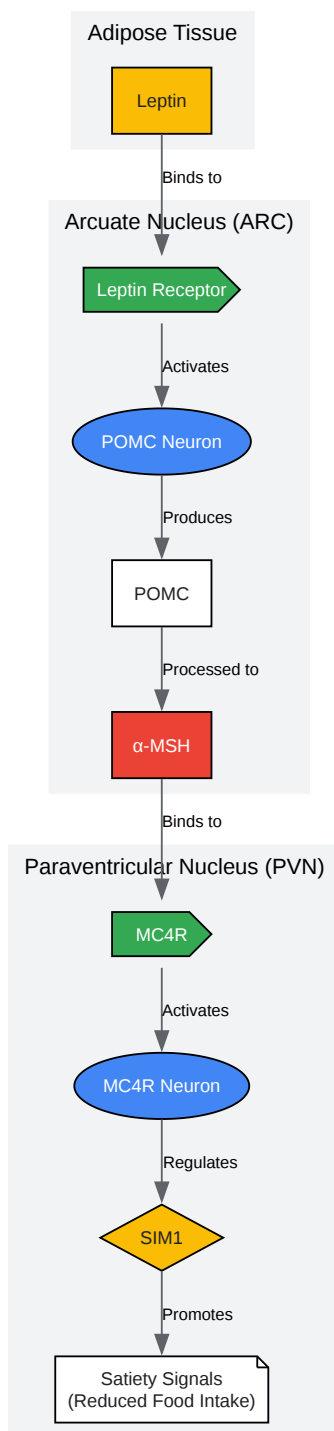 Adipose Tissue
Leptin
Binds to
Arcuate Nucleus (ARC)
Leptin Receptor
Activates
POMC Neuron
Produces
POMC
Processed to
α-MSH
Binds to
Paraventricular Nucleus (PVN)
MC4R
Activates
MC4R Neuron
Regulates
SIM1
Promotes
Satiety Signals
(Reduced Food Intake)